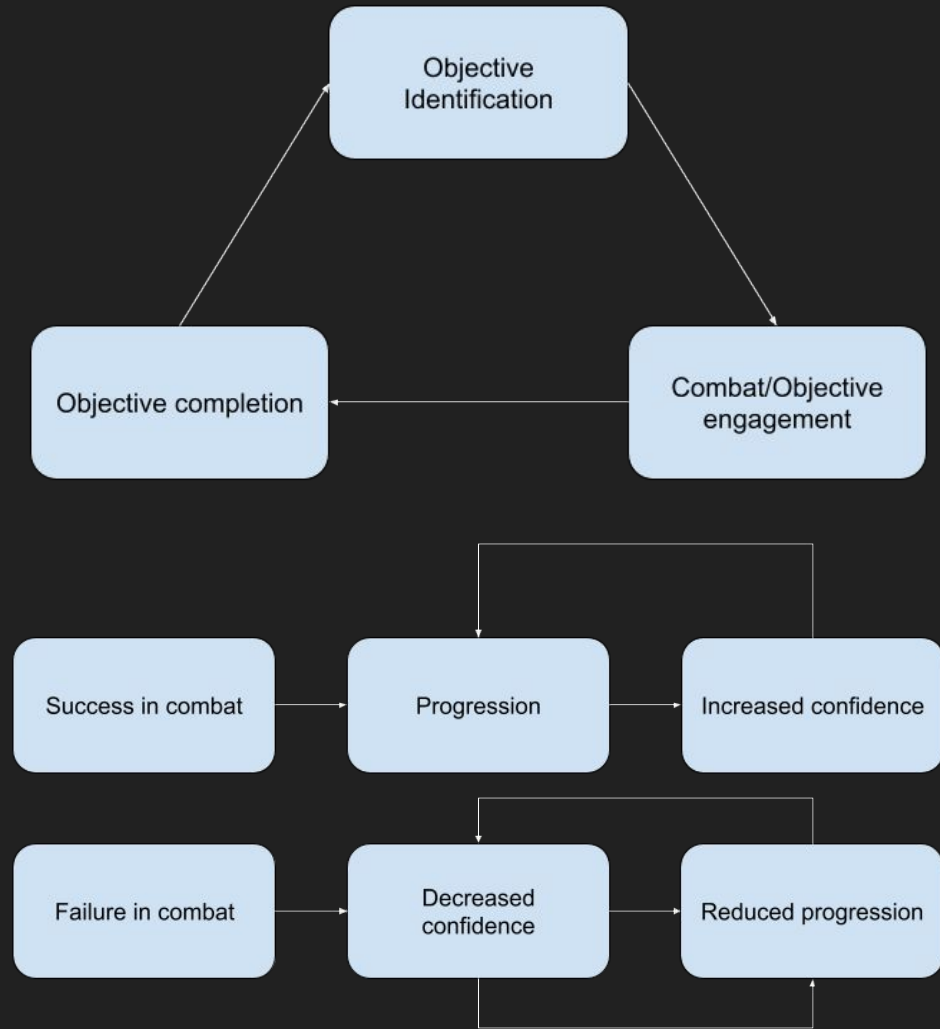 Objective
Identification
Objective completion
Combat/Objective
engagement
Success in combat
Progression
Increased confidence
Failure in combat
Decreased
confidence
Reduced progression